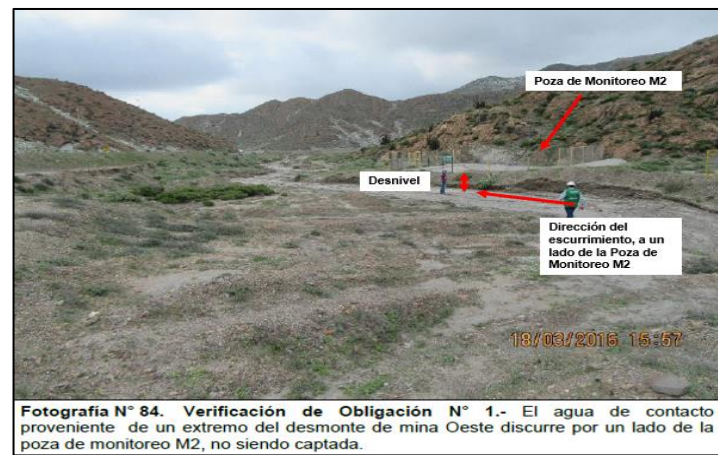 Poza de Monitoreo M2
Desnivel
Dirección del
escurrimiento, a un
lado de la Poza de
Monitoreo M2
18/03/2015 15:57
Fotografía N° 84. Verificación de Obligación N° 1.- El agua de contacto
proveniente de un extremo del desmonte de mina Oeste discurre por un lado de la
poza de monitoreo M2, no siendo captada.